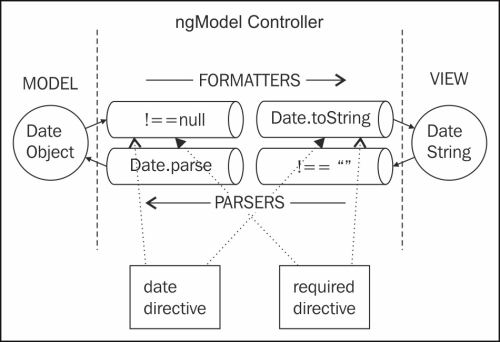 ngModel Controller
MODEL
FORMATTERS
VIEW
Date
Object
!==null
Date.toString
Date
String
Date.parse
!== “”
PARSERS
date
directive
required
directive